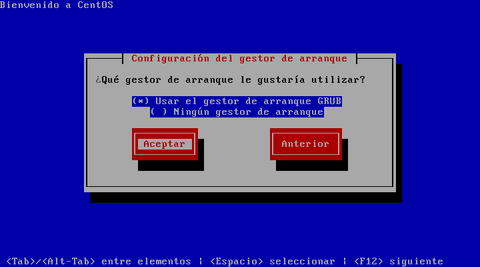 Bienvenido a CentOS
Configuración del gestor de arranque
¿Qué gestor de arranque le gustaría utilizar?
(*) Usar el gestor de arranque GRUB
( ) Ningún gestor de arranque
Aceptar Anterior
<Tab>/<Alt-Tab> entre elementos ¦ <Espacio> seleccionar ¦ <F12> siguiente